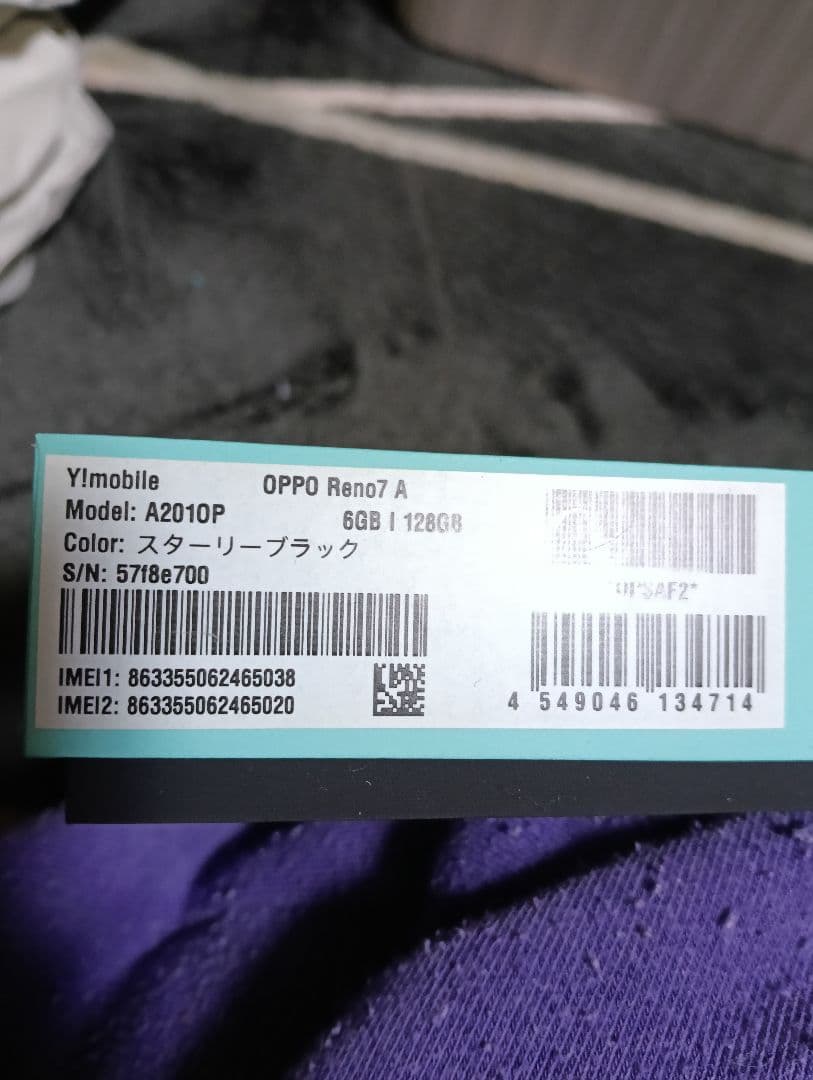 Y!mobile OPPO Reno7 A
Model: A201OP 6GB | 128GB
Color: スターリーブラック
S/N: 57f8e700
IMEI1: 863355062465038
IMEI2: 863355062465020
4 549046 134714